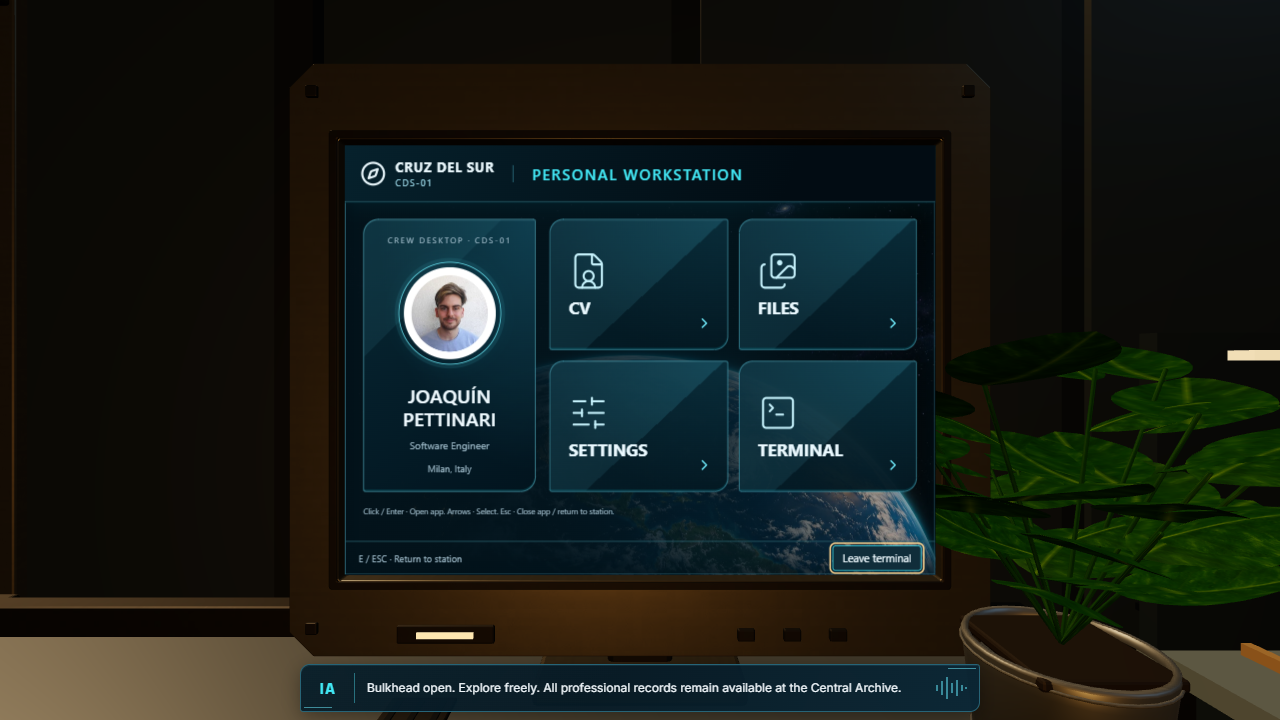 CRUZ DEL SUR
CDS-01
PERSONAL WORKSTATION
CREW DESKTOP · CDS-01
JOAQUÍN
PETTINARI
Software Engineer
Milan, Italy
CV
FILES
SETTINGS
TERMINAL
Click / Enter · Open app. Arrows · Select. Esc · Close app / return to station.
E / ESC · Return to station
Leave terminal
IA
Bulkhead open. Explore freely. All professional records remain available at the Central Archive.